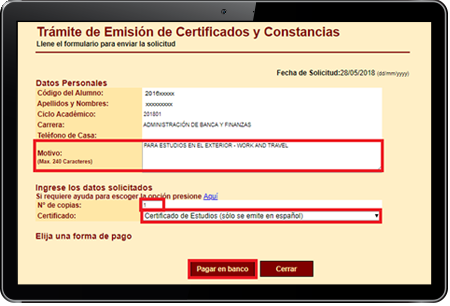 Trámite de Emisión de Certificados y Constancias
Llene el formulario para enviar la solicitud
Fecha de Solicitud:28/05/2018 (dd/mm/yyyy)
Datos Personales
Código del Alumno: 2016xxxxx
Apellidos y Nombres: xxxxxxxxx
Ciclo Académico: 201801
Carrera: ADMINISTRACIÓN DE BANCA Y FINANZAS
Teléfono de Casa:
Motivo: PARA ESTUDIOS EN EL EXTERIOR - WORK AND TRAVEL
(Max. 240 Caracteres)
Ingrese los datos solicitados
Si requiere ayuda para escoger la opción presione Aquí
Nº de copias: 1
Certificado: Certificado de Estudios (sólo se emite en español)
Elija una forma de pago
Pagar en banco Cerrar